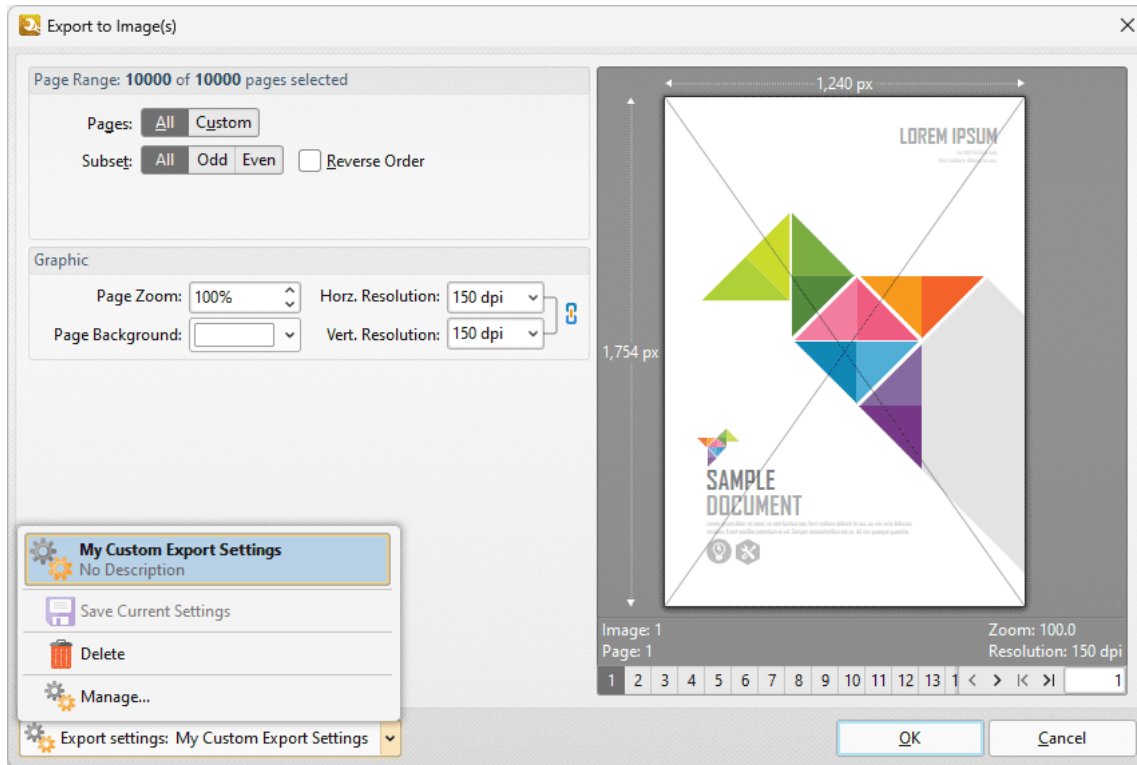 Export to Image(s)
Page Range: 10000 of 10000 pages selected
Pages: All Custom
Subset: All Odd Even Reverse Order
Graphic
Page Zoom: 100% Horz. Resolution: 150 dpi
Page Background: Vert. Resolution: 150 dpi
My Custom Export Settings
No Description
Save Current Settings
Delete
Manage...
Export settings: My Custom Export Settings
1,240 px
1,754 px
LOREM IPSUM
SAMPLE
DOCUMENT
Image: 1 Zoom: 100.0
Page: 1 Resolution: 150 dpi
1 2 3 4 5 6 7 8 9 10 11 12 13 1 1
OK Cancel